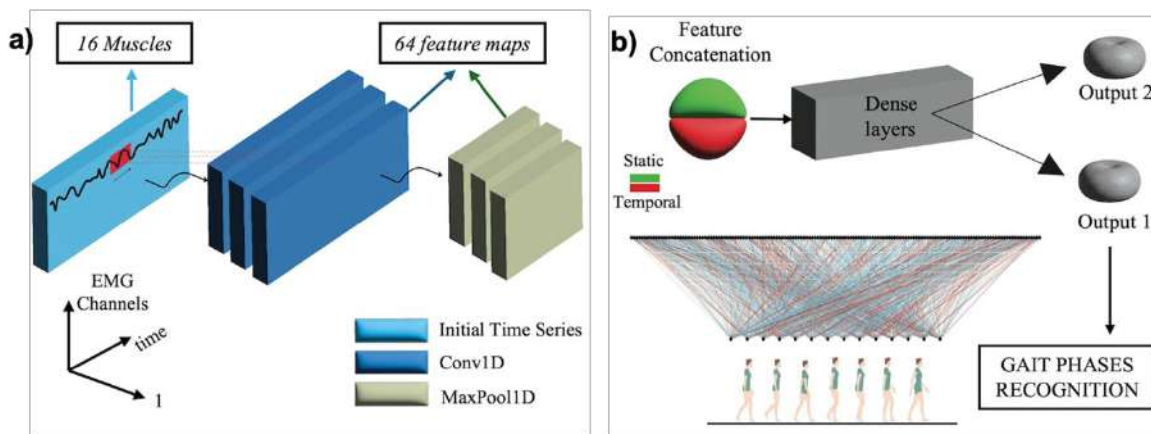 a)
16 Muscles
64 feature maps
EMG
Channels
time
1
Initial Time Series
Conv1D
MaxPool1D
b)
Feature
Concatenation
Dense
layers
Output 2
Static
Temporal
Output 1
GAIT PHASES
RECOGNITION